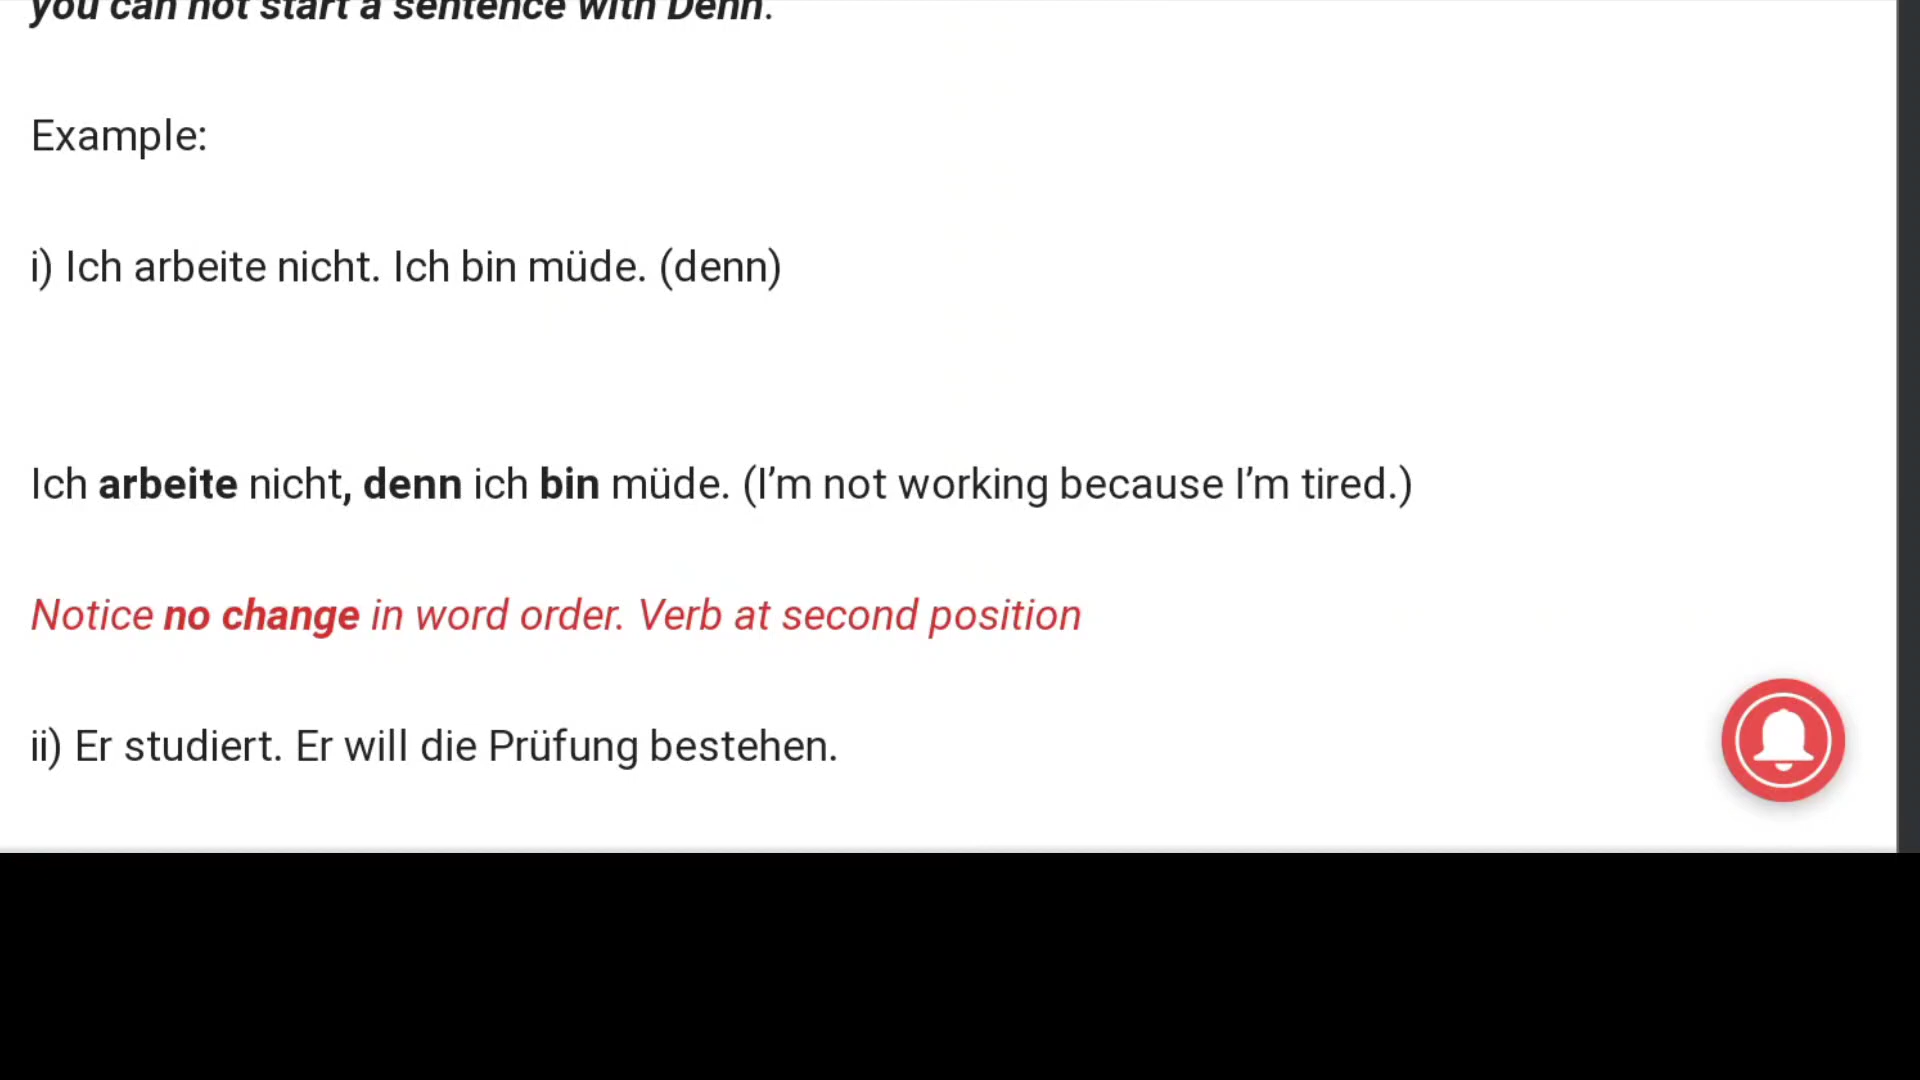 you can not start a sentence with Denn.
Example:
i) Ich arbeite nicht. Ich bin müde. (denn)
Ich arbeite nicht, denn ich bin müde. (I’m not working because I’m tired.)
Notice no change in word order. Verb at second position
ii) Er studiert. Er will die Prüfung bestehen.